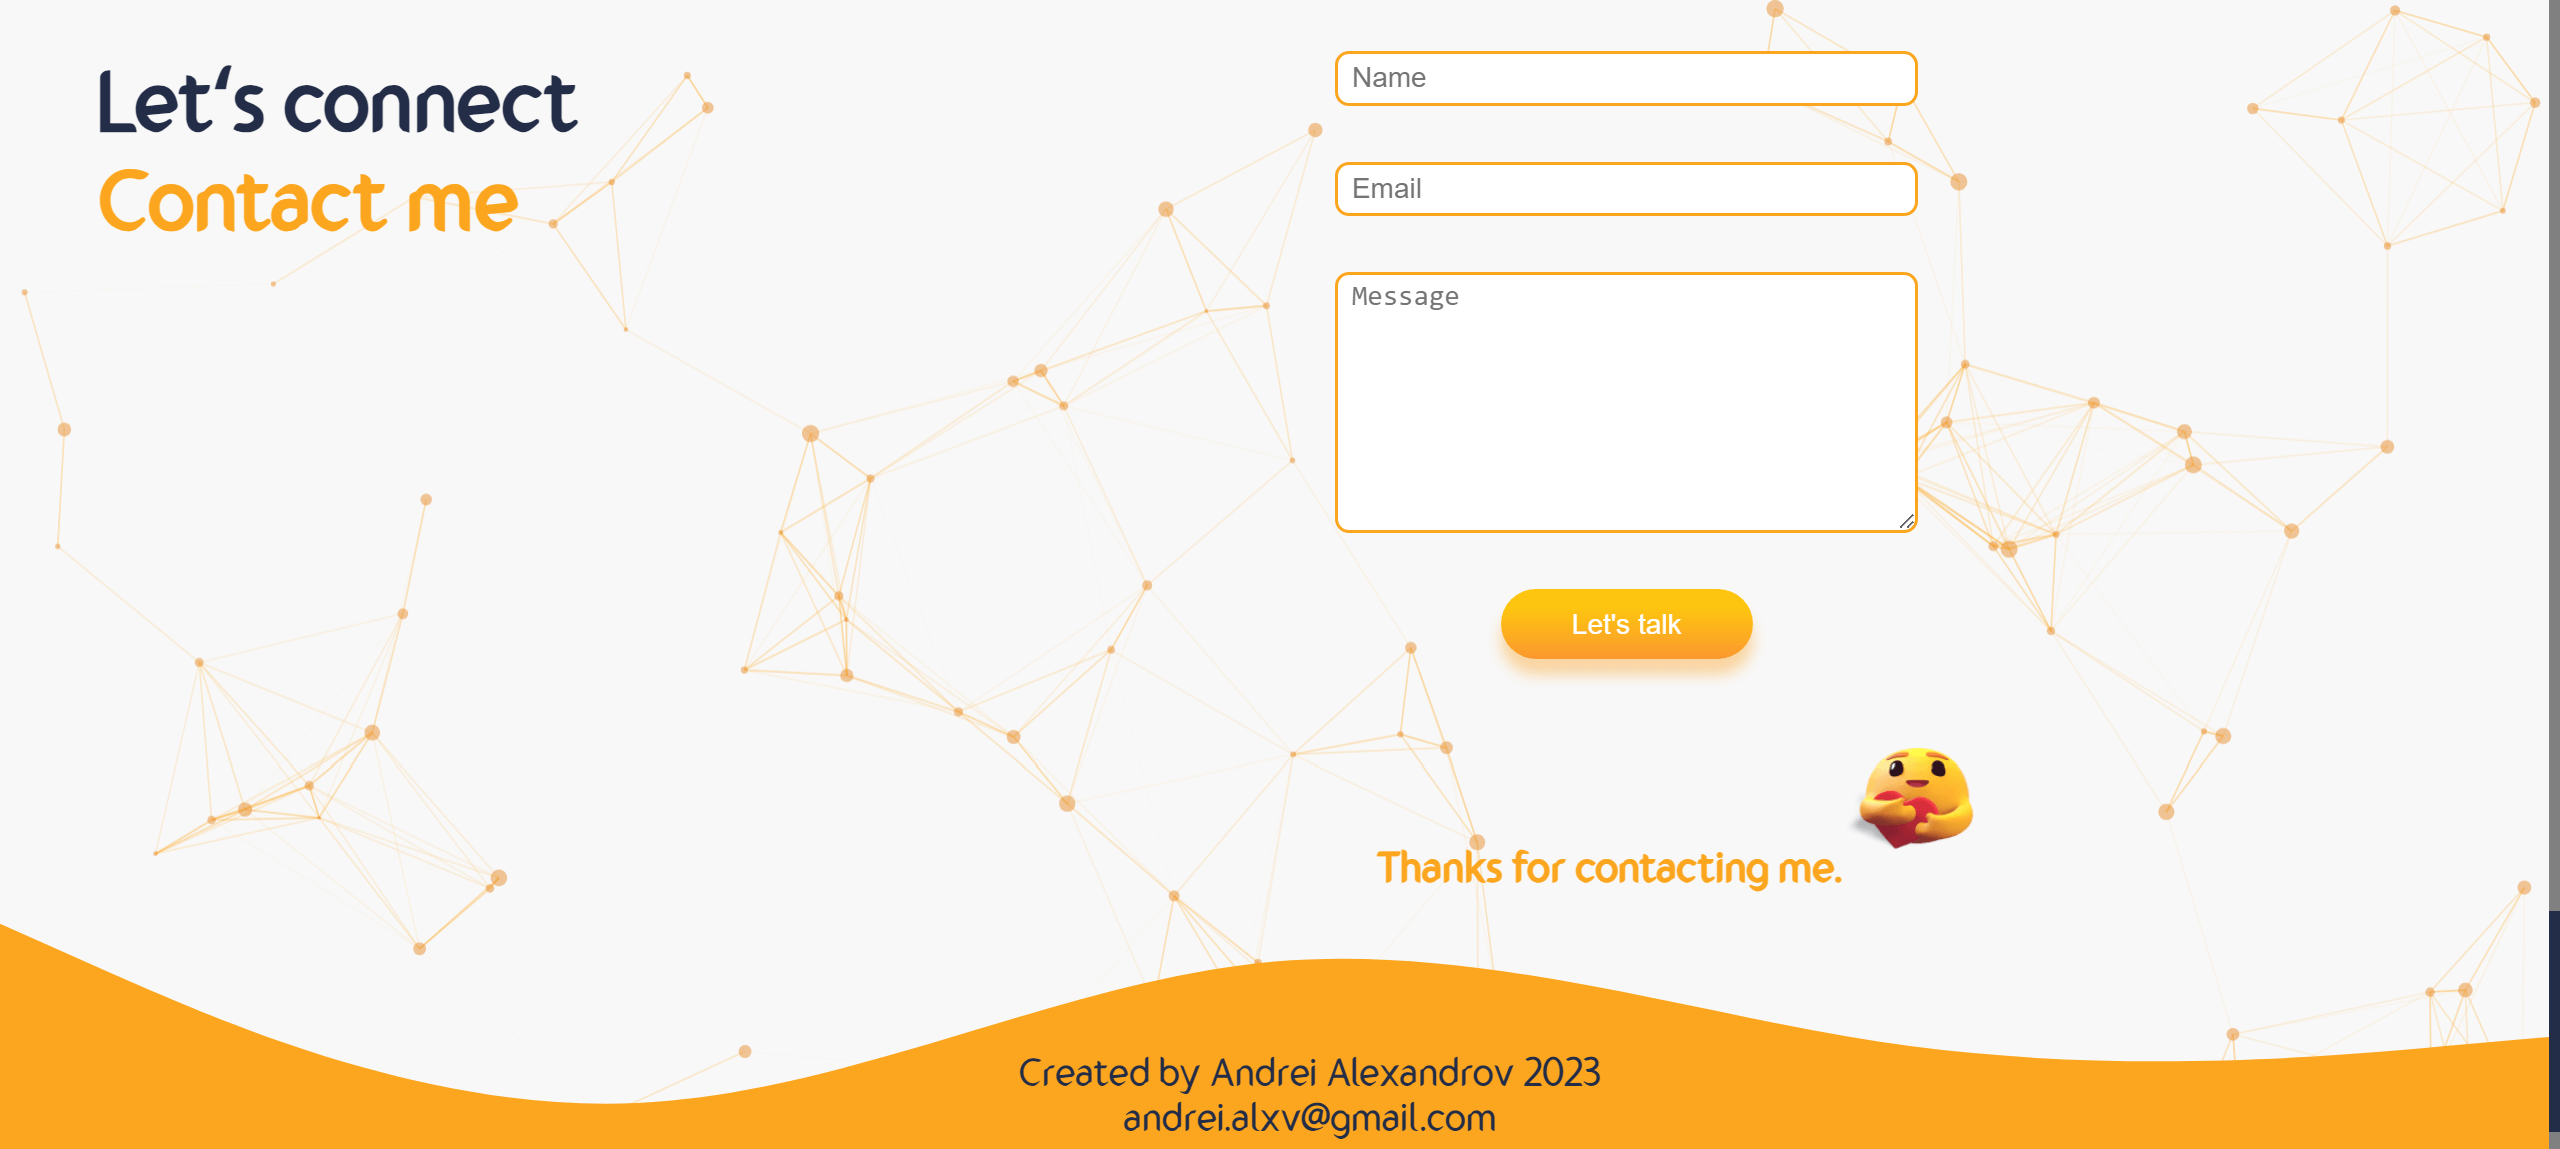 Let‘s connect
Contact me
Name
Email
Message
Let's talk
Thanks for contacting me.
Created by Andrei Alexandrov 2023
andrei.alxv@gmail.com